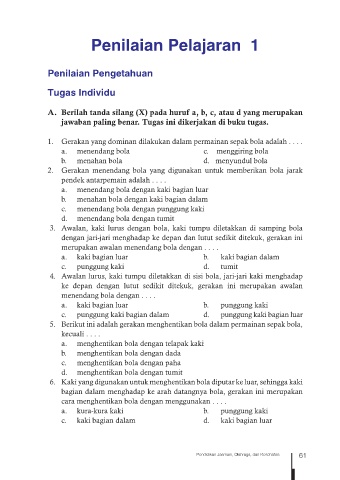 Penilaian Pelajaran 1
Penilaian Pengetahuan
Tugas Individu
A. Berilah tanda silang (X) pada huruf a, b, c, atau d yang merupakan
jawaban paling benar. Tugas ini dikerjakan di buku tugas.
1. Gerakan yang dominan dilakukan dalam permainan sepak bola adalah . . . .
a. menendang bola c. menggiring bola
b. menahan bola d. menyundul bola
2. Gerakan menendang bola yang digunakan untuk memberikan bola jarak
pendek antarpemain adalah . . . .
a. menendang bola dengan kaki bagian luar
b. menahan bola dengan kaki bagian dalam
c. menendang bola dengan punggung kaki
d. menendang bola dengan tumit
3. Awalan, kaki lurus dengan bola, kaki tumpu diletakkan di samping bola
dengan jari-jari menghadap ke depan dan lutut sedikit ditekuk, gerakan ini
merupakan awalan menendang bola dengan . . . .
a. kaki bagian luar b. kaki bagian dalam
c. punggung kaki d. tumit
4. Awalan lurus, kaki tumpu diletakkan di sisi bola, jari-jari kaki menghadap
ke depan dengan lutut sedikit ditekuk, gerakan ini merupakan awalan
menendang bola dengan . . . .
a. kaki bagian luar b. punggung kaki
c. punggung kaki bagian dalam d. punggung kaki bagian luar
5. Berikut ini adalah gerakan menghentikan bola dalam permainan sepak bola,
kecuali . . . .
a. menghentikan bola dengan telapak kaki
b. menghentikan bola dengan dada
c. menghentikan bola dengan paha
d. menghentikan bola dengan tumit
6. Kaki yang digunakan untuk menghentikan bola diputar ke luar, sehingga kaki
bagian dalam menghadap ke arah datangnya bola, gerakan ini merupakan
cara menghentikan bola dengan menggunakan . . . .
a. kura-kura kaki b. punggung kaki
c. kaki bagian dalam d. kaki bagian luar
Pendidikan Jasmani, Olahraga, dan Kesehatan 61